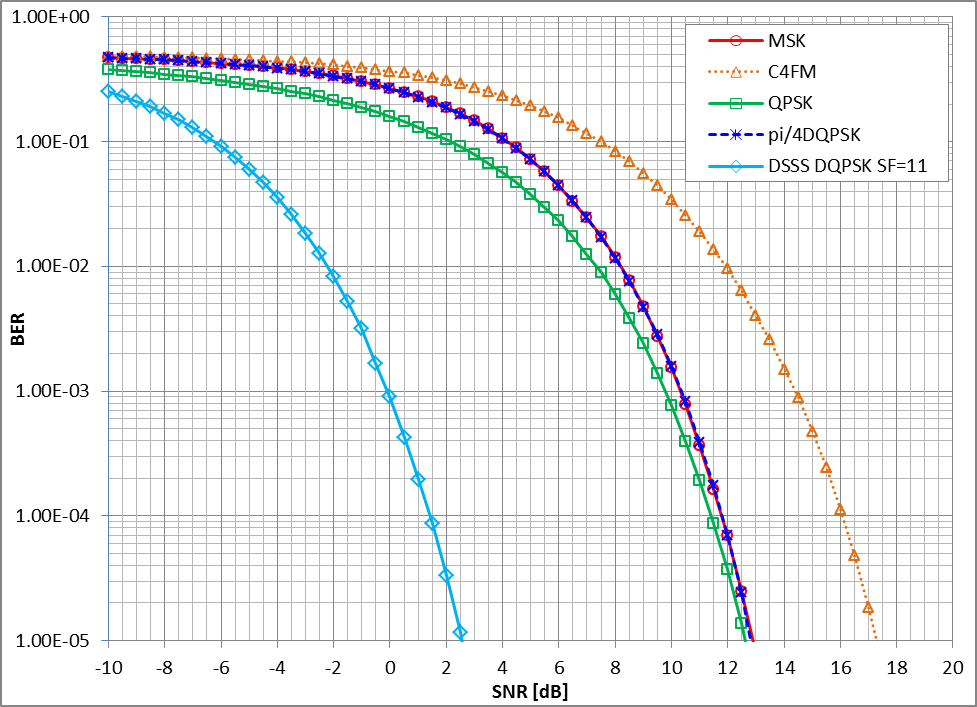 1.00E+00
1.00E-01
1.00E-02
1.00E-03
1.00E-04
1.00E-05
BER
-10 -8 -6 -4 -2 0 2 4 6 8 10 12 14 16 18 20
SNR [dB]
MSK
C4FM
QPSK
pi/4DQPSK
DSSS DQPSK SF=11